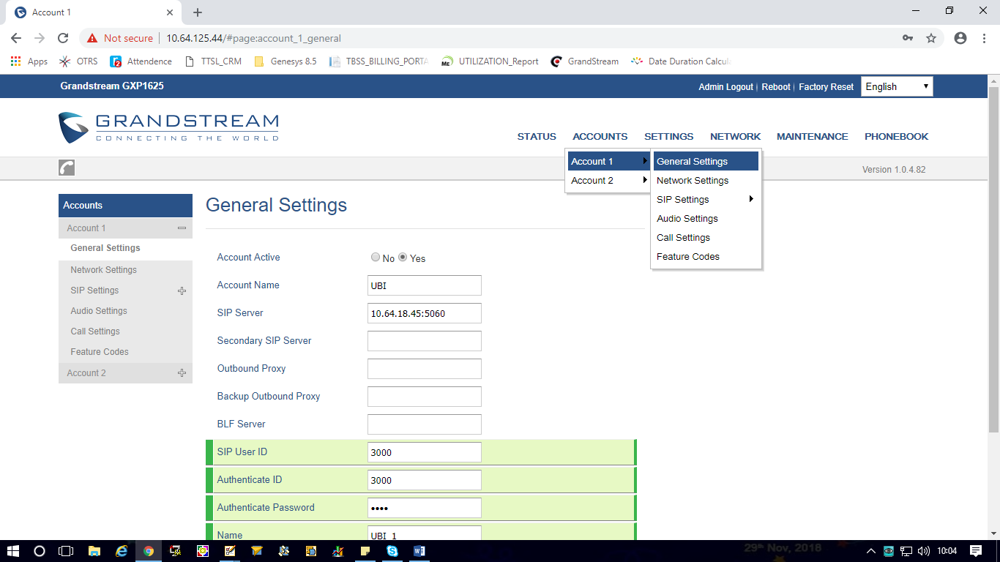 Account 1
Not secure
10.64.125.44/#page:account_1_general
Apps
OTRS
Attendence
TTSL_CRM
Genesys 8.5
TBSS_BILLING_PORTA
UTILIZATION_Report
GrandStream
Date Duration Calcul
Grandstream GXP1625
Admin Logout | Reboot | Factory Reset
English
GRANDSTREAM
CONNECTING THE WORLD
STATUS
ACCOUNTS
SETTINGS
NETWORK
MAINTENANCE
PHONEBOOK
Account 1
Account 2
General Settings
Network Settings
SIP Settings
Audio Settings
Call Settings
Feature Codes
Version 1.0.4.82
Accounts
Account 1
General Settings
Network Settings
SIP Settings
Audio Settings
Call Settings
Feature Codes
Account 2
General Settings
Account Active
No
Yes
Account Name
UBI
SIP Server
10.64.18.45:5060
Secondary SIP Server
Outbound Proxy
Backup Outbound Proxy
BLF Server
SIP User ID
3000
Authenticate ID
3000
Authenticate Password
••••
Name
UBI_1
29th Nov, 2018
10:04